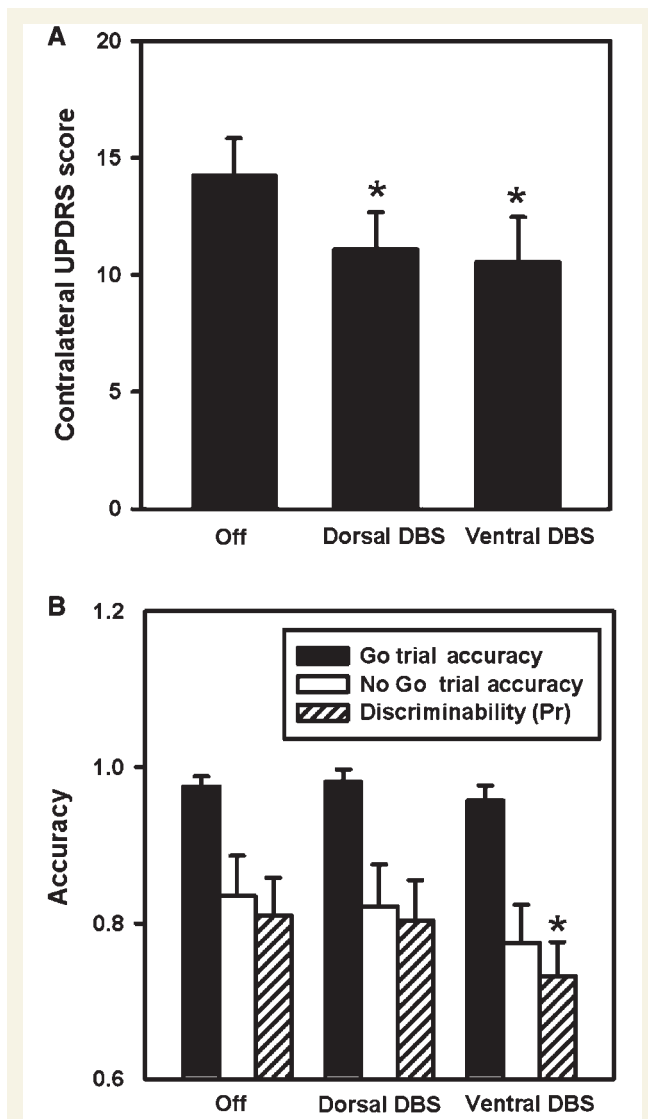 A
20
15
10
5
0
Contralateral UPDRS score
*
*
Off Dorsal DBS Ventral DBS
B
1.2
1.0
0.8
0.6
Accuracy
Go trial accuracy
No Go trial accuracy
Discriminability (Pr)
*
Off Dorsal DBS Ventral DBS